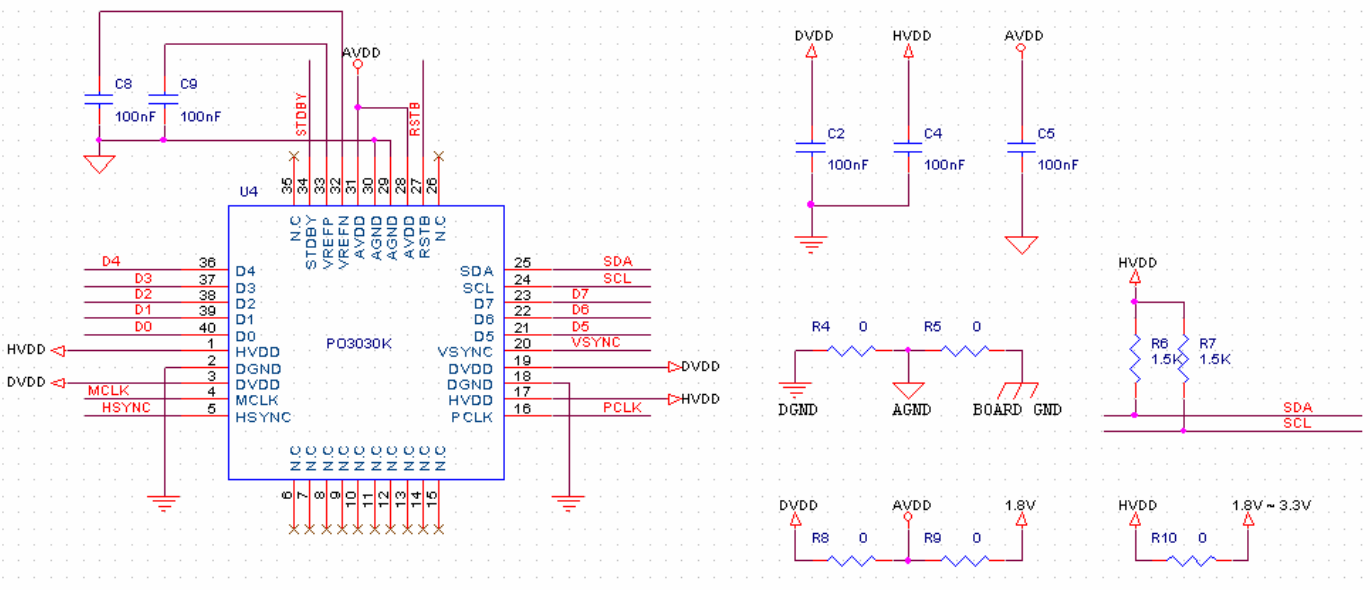 C8
100nF
C9
100nF
AVDD
STDBY
RSTB
U4
35
34
33
32
31
30
29
28
27
26
N.C
STDBY
VREFP
VREFN
AVDD
AGND
AGND
AVDD
RSTB
N.C
D4 36 D4
D3 37 D3
D2 38 D2
D1 39 D1
D0 40 D0
HVDD 1 HVDD
2 DGND
DVDD 3 DVDD
MCLK 4 MCLK
HSYNC 5 HSYNC
PO3030K
SDA 25 SDA
SCL 24 SCL
D7 23 D7
D6 22 D6
D5 21 D5
VSYNC 20 VSYNC
DVDD 19 DVDD
DGND 18
HVDD 17 HVDD
PCLK 16 PCLK
N.C
N.C
N.C
N.C
N.C
N.C
N.C
N.C
N.C
N.C
6
7
8
9
10
11
12
13
14
15
DVDD HVDD AVDD
C2 C4 C5
100nF 100nF 100nF
R4 0 R5 0
DGND AGND BOARD GND
HVDD
R6 R7
1.5K 1.5K
SDA
SCL
DVDD AVDD 1.8V
R8 0 R9 0
HVDD 1.8V ~ 3.3V
R10 0